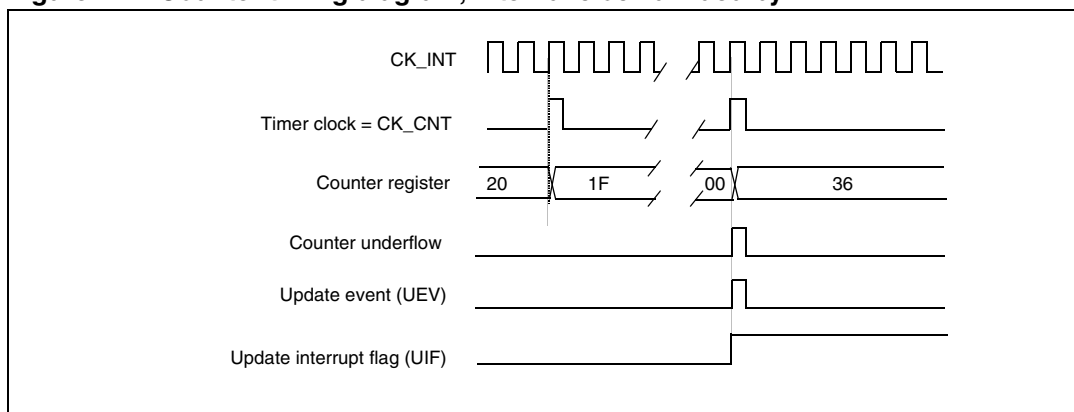 CK_INT
Timer clock = CK_CNT
Counter register
20 1F 00 36
Counter underflow
Update event (UEV)
Update interrupt flag (UIF)